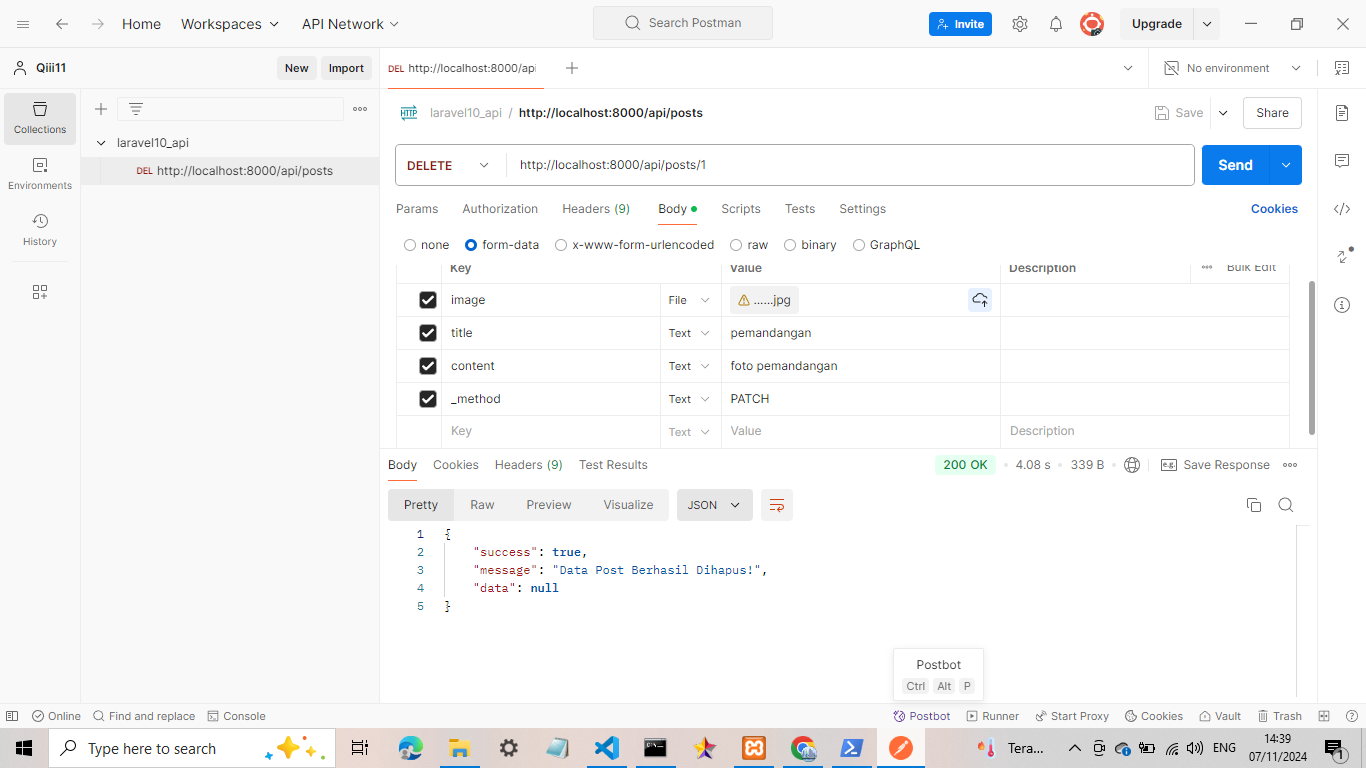 Home Workspaces API Network Search Postman Invite Upgrade
Qiii11 New Import DEL http://localhost:8000/api No environment
Collections
Environments
History
laravel10_api
DEL http://localhost:8000/api/posts
HTTP laravel10_api / http://localhost:8000/api/posts Save Share
DELETE http://localhost:8000/api/posts/1 Send
Params Authorization Headers (9) Body Scripts Tests Settings Cookies
none form-data x-www-form-urlencoded raw binary GraphQL
Key Value Description Bulk Edit
image File ......jpg
title Text pemandangan
content Text foto pemandangan
_method Text PATCH
Key Text Value Description
Body Cookies Headers (9) Test Results 200 OK 4.08 s 339 B e.g. Save Response
Pretty Raw Preview Visualize JSON
1 {
2 "success": true,
3 "message": "Data Post Berhasil Dihapus!",
4 "data": null
5 }
Postbot
Ctrl Alt P
Online Find and replace Console Postbot Runner Start Proxy Cookies Vault Trash
Type here to search Tera... ENG 14:39
07/11/2024 1